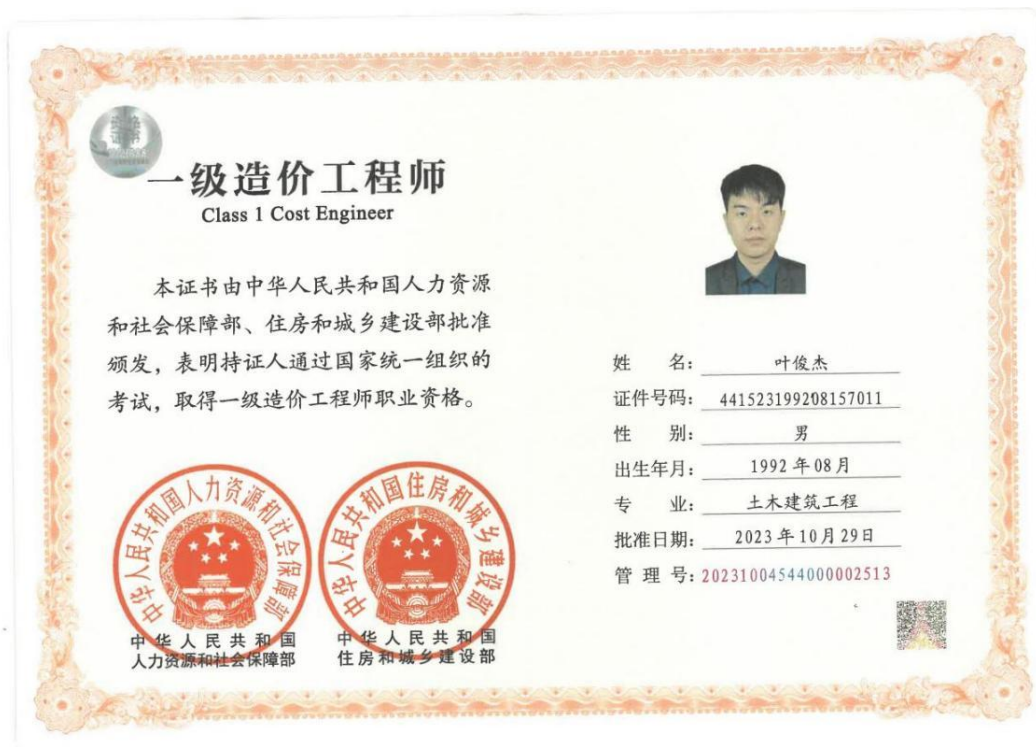 一级造价工程师
Class 1 Cost Engineer
本证书由中华人民共和国人力资源
和社会保障部、住房和城乡建设部批准
颁发，表明持证人通过国家统一组织的
考试，取得一级造价工程师职业资格。
姓 名：叶俊杰
证件号码：441523199208157011
性 别：男
出生年月：1992年08月
专 业：土木建筑工程
批准日期：2023年10月29日
管 理 号：20231004544000002513
中华人民共和国人力资源和社会保障部
中华人民共和国住房和城乡建设部
中华人民共和国
人力资源和社会保障部
中华人民共和国
住房和城乡建设部